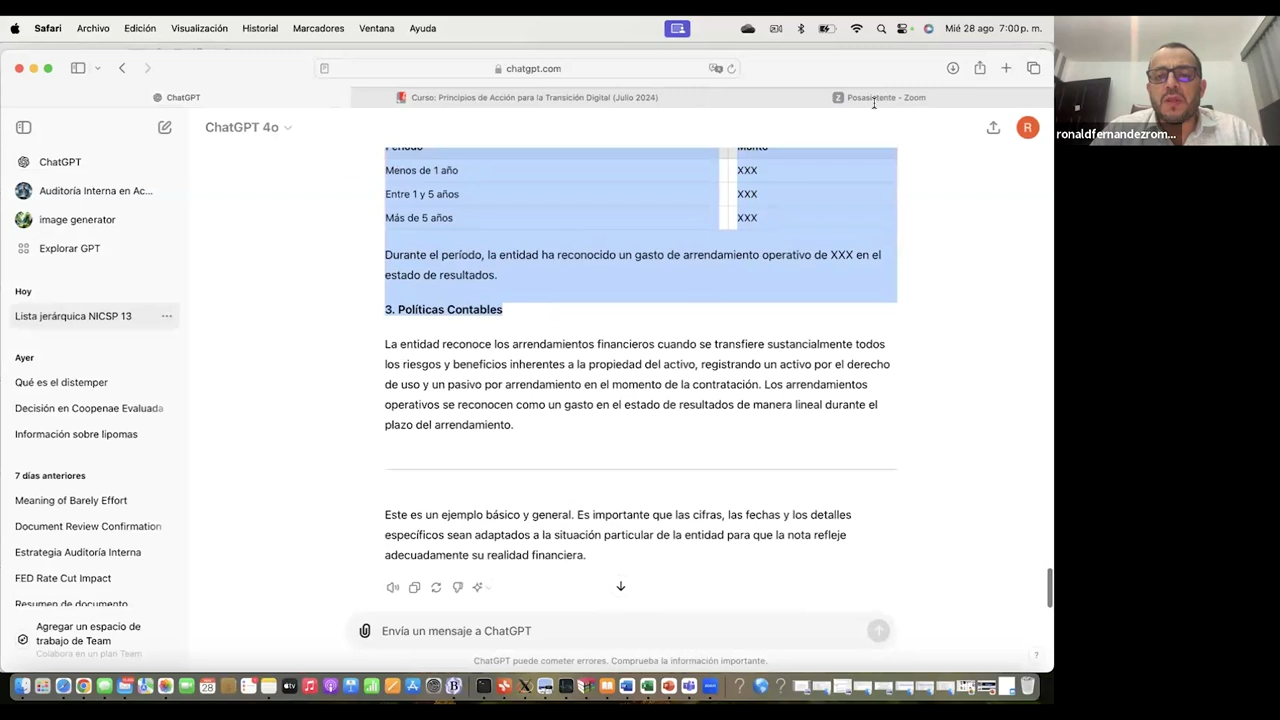 Safari Archivo Edición Visualización Historial Marcadores Ventana Ayuda Mié 28 ago 7:00 p. m.
chatgpt.com
ChatGPT Curso: Principios de Acción para la Transición Digital (Julio 2024) Posasistente - Zoom
ChatGPT 4o R
ronaldfernandezrom...
ChatGPT
Auditoría Interna en Ac...
image generator
Explorar GPT
Hoy
Lista jerárquica NICSP 13
Ayer
Qué es el distemper
Decisión en Coopenae Evaluada
Información sobre lipomas
7 días anteriores
Meaning of Barely Effort
Document Review Confirmation
Estrategia Auditoría Interna
FED Rate Cut Impact
Resumen de documento
Agregar un espacio de
trabajo de Team
Colabora en un plan Team
Período Monto
Menos de 1 año XXX
Entre 1 y 5 años XXX
Más de 5 años XXX
Durante el período, la entidad ha reconocido un gasto de arrendamiento operativo de XXX en el
estado de resultados.
3. Políticas Contables
La entidad reconoce los arrendamientos financieros cuando se transfiere sustancialmente todos
los riesgos y beneficios inherentes a la propiedad del activo, registrando un activo por el derecho
de uso y un pasivo por arrendamiento en el momento de la contratación. Los arrendamientos
operativos se reconocen como un gasto en el estado de resultados de manera lineal durante el
plazo del arrendamiento.
Este es un ejemplo básico y general. Es importante que las cifras, las fechas y los detalles
específicos sean adaptados a la situación particular de la entidad para que la nota refleje
adecuadamente su realidad financiera.
Envía un mensaje a ChatGPT
ChatGPT puede cometer errores. Comprueba la información importante. ?